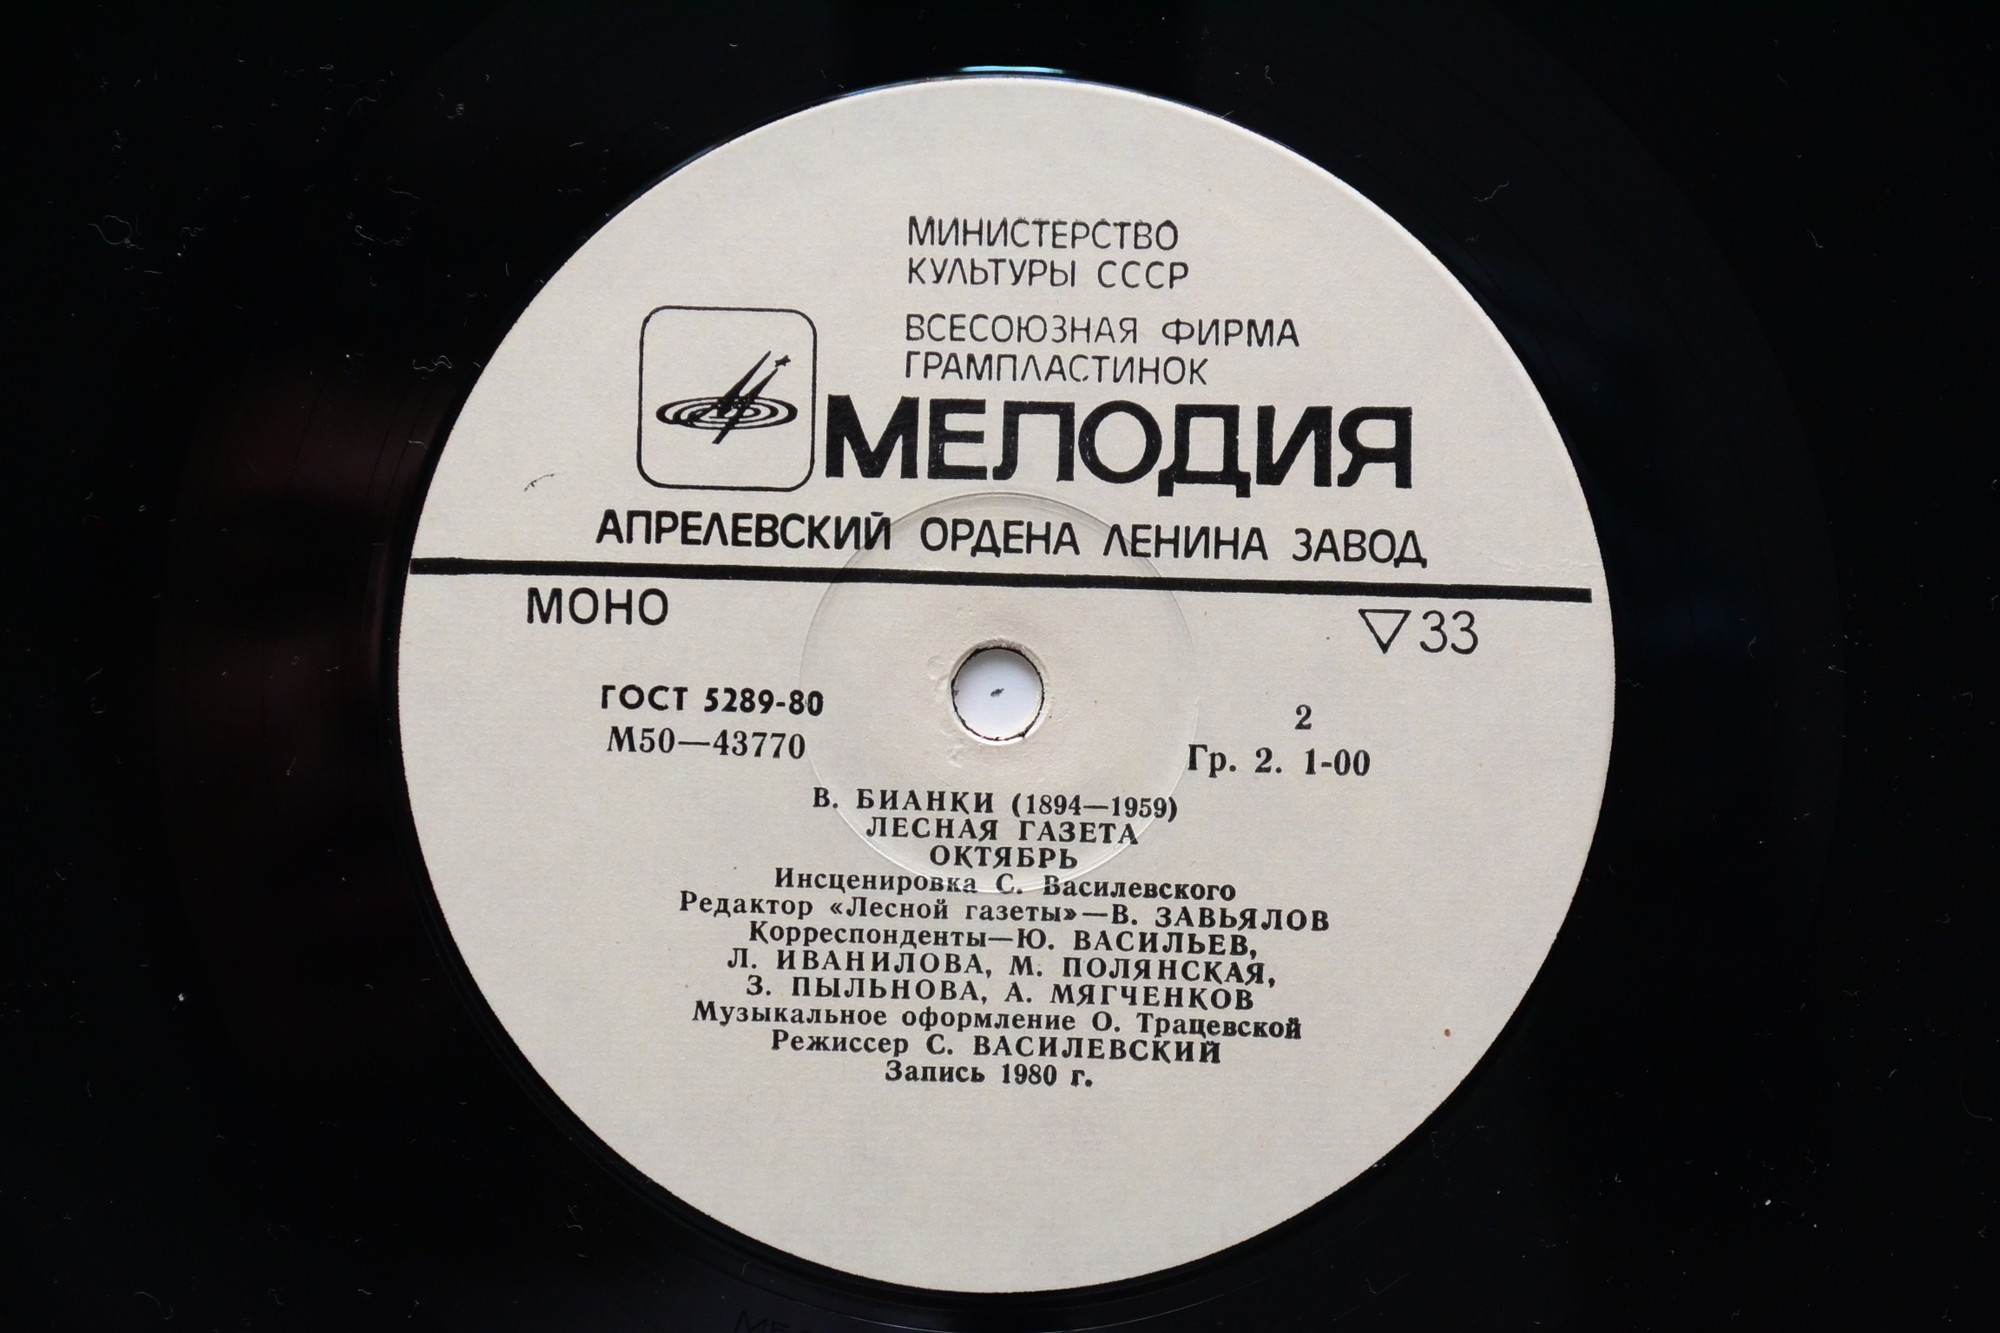 МИНИСТЕРСТВО
КУЛЬТУРЫ СССР
ВСЕСОЮЗНАЯ ФИРМА
ГРАМПЛАСТИНОК
МЕЛОДИЯ
АПРЕЛЕВСКИЙ ОРДЕНА ЛЕНИНА ЗАВОД
МОНО
▽33
ГОСТ 5289-80
М50—43770
2
Гр. 2. 1-00
В. БИАНКИ (1894—1959)
ЛЕСНАЯ ГАЗЕТА
ОКТЯБРЬ
Инсценировка С. Василевского
Редактор «Лесной газеты»—В. ЗАВЬЯЛОВ
Корреспонденты—Ю. ВАСИЛЬЕВ,
Л. ИВАНИЛОВА, М. ПОЛЯНСКАЯ,
З. ПЫЛЬНОВА, А. МЯГЧЕНКОВ
Музыкальное оформление О. Трацевской
Режиссер С. ВАСИЛЕВСКИЙ
Запись 1980 г.